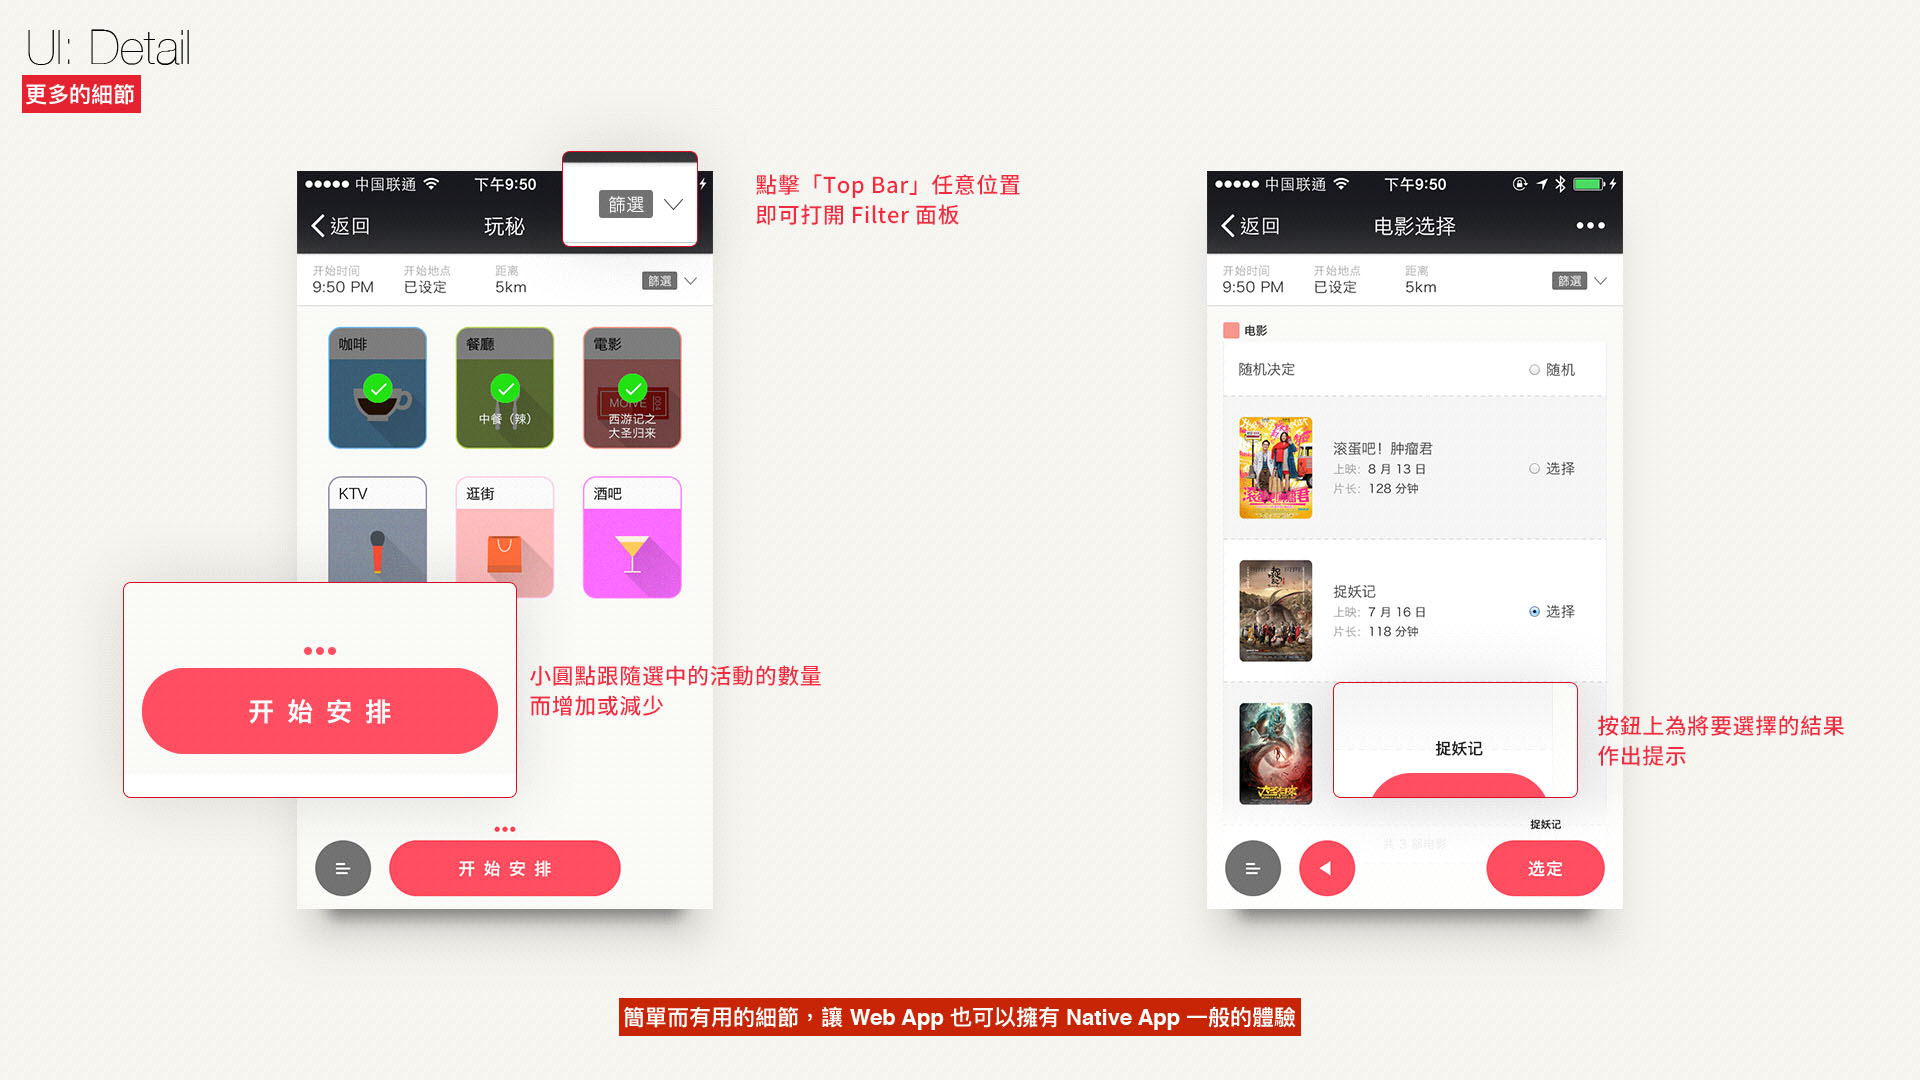 UI: Detail
更多的細節
中国联通
下午9:50
返回
玩秘
篩選
點擊「Top Bar」任意位置
即可打開 Filter 面板
开始时间
9:50 PM
开始地点
已设定
距离
5km
篩選
咖啡
餐廳
中餐（辣）
電影
西游记之
大圣归来
KTV
逛街
酒吧
开始安排
小圓點跟隨選中的活動的數量
而增加或減少
开始安排
中国联通
下午9:50
返回
电影选择
开始时间
9:50 PM
开始地点
已设定
距离
5km
篩選
电影
随机决定
随机
滚蛋吧！肿瘤君
上映：8 月 13 日
片长：128 分钟
选择
捉妖记
上映：7 月 16 日
片长：118 分钟
选择
捉妖记
按鈕上為將要選擇的結果
作出提示
捉妖记
共 3 部电影
选定
簡單而有用的細節，讓 Web App 也可以擁有 Native App 一般的體驗